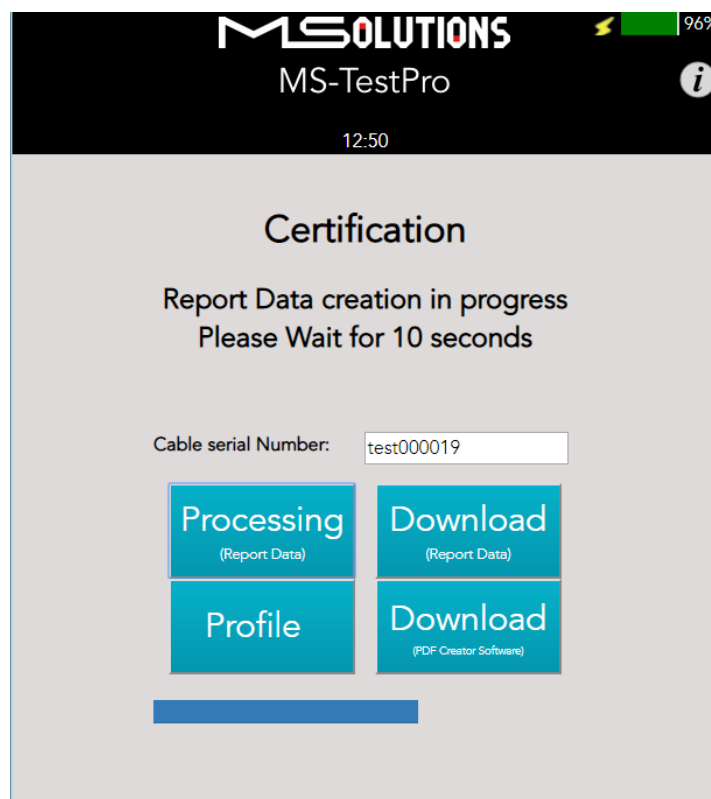 MSOLUTIONS
96%
MS-TestPro
i
12:50
Certification
Report Data creation in progress
Please Wait for 10 seconds
Cable serial Number: test000019
Processing Download
(Report Data) (Report Data)
Profile Download
(PDF Creator Software)